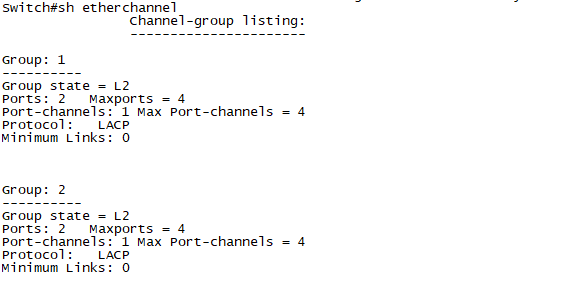 Switch#sh etherchannel
Channel-group listing:
----------------------
Group: 1
----------
Group state = L2
Ports: 2   Maxports = 4
Port-channels: 1 Max Port-channels = 4
Protocol:   LACP
Minimum Links: 0
Group: 2
----------
Group state = L2
Ports: 2   Maxports = 4
Port-channels: 1 Max Port-channels = 4
Protocol:   LACP
Minimum Links: 0